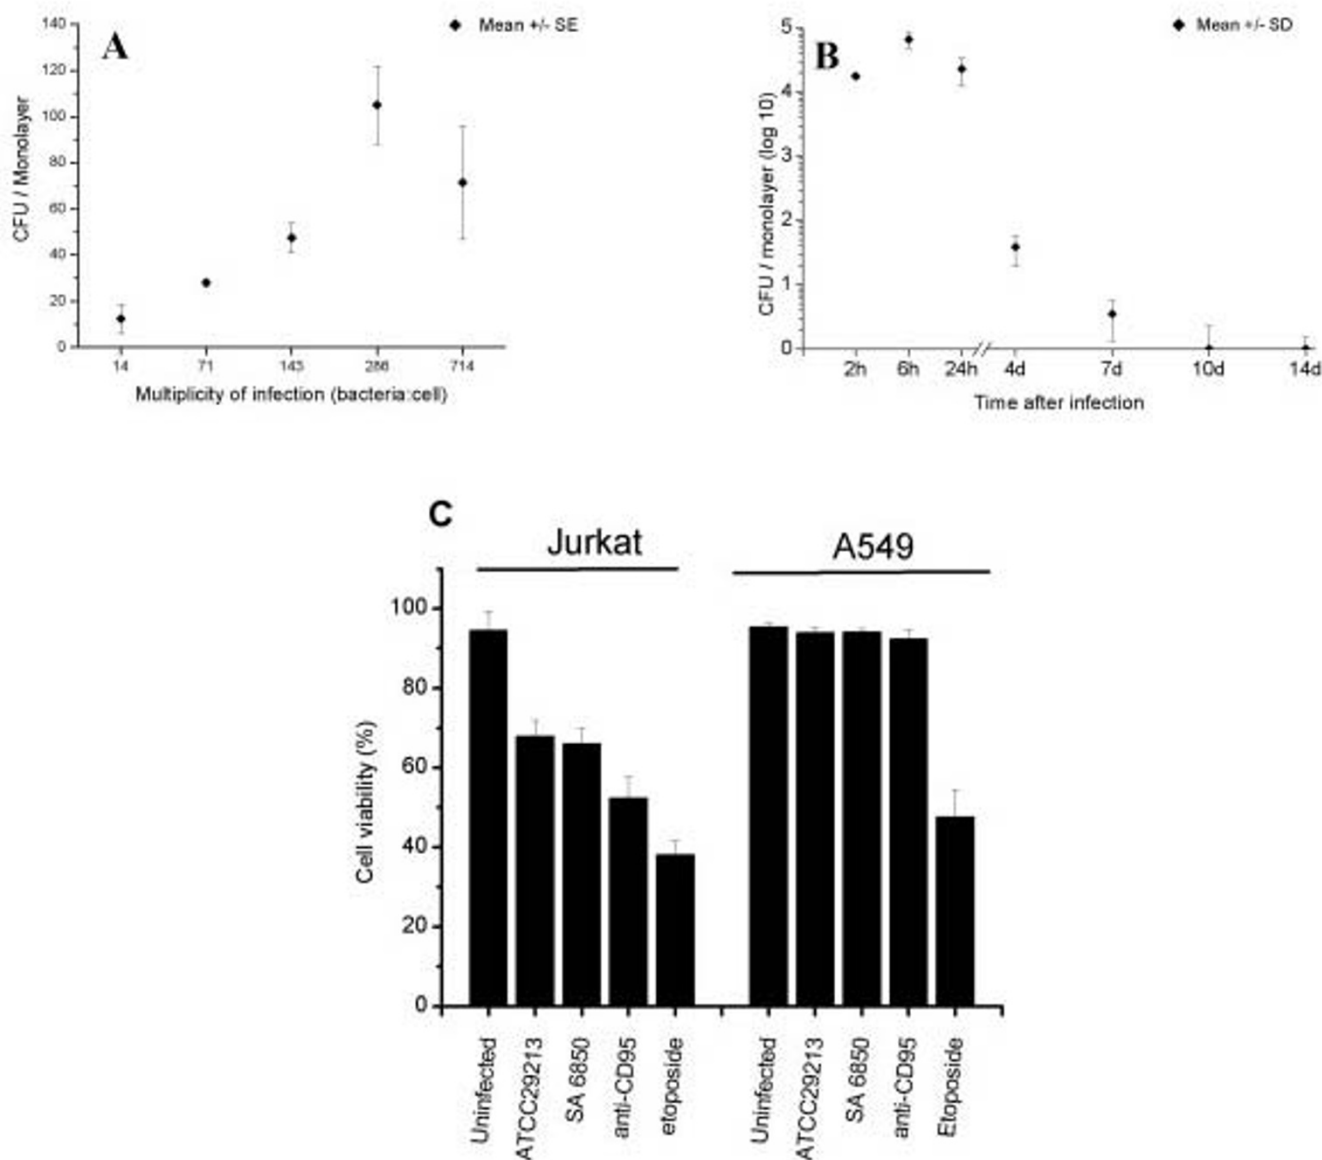 A
Mean +/- SE
140
120
100
80
60
40
20
0
CFU / Monolayer
14 71 143 286 714
Multiplicity of infection (bacteria:cell)
B
Mean +/- SD
5
4
3
2
1
0
CFU / monolayer (log 10)
2h 6h 24h 4d 7d 10d 14d
Time after infection
C
Jurkat A549
100
80
60
40
20
0
Cell viability (%)
Uninfected
ATCC29213
SA 6850
anti-CD95
etoposide
Uninfected
ATCC29213
SA 6850
anti-CD95
Etoposide